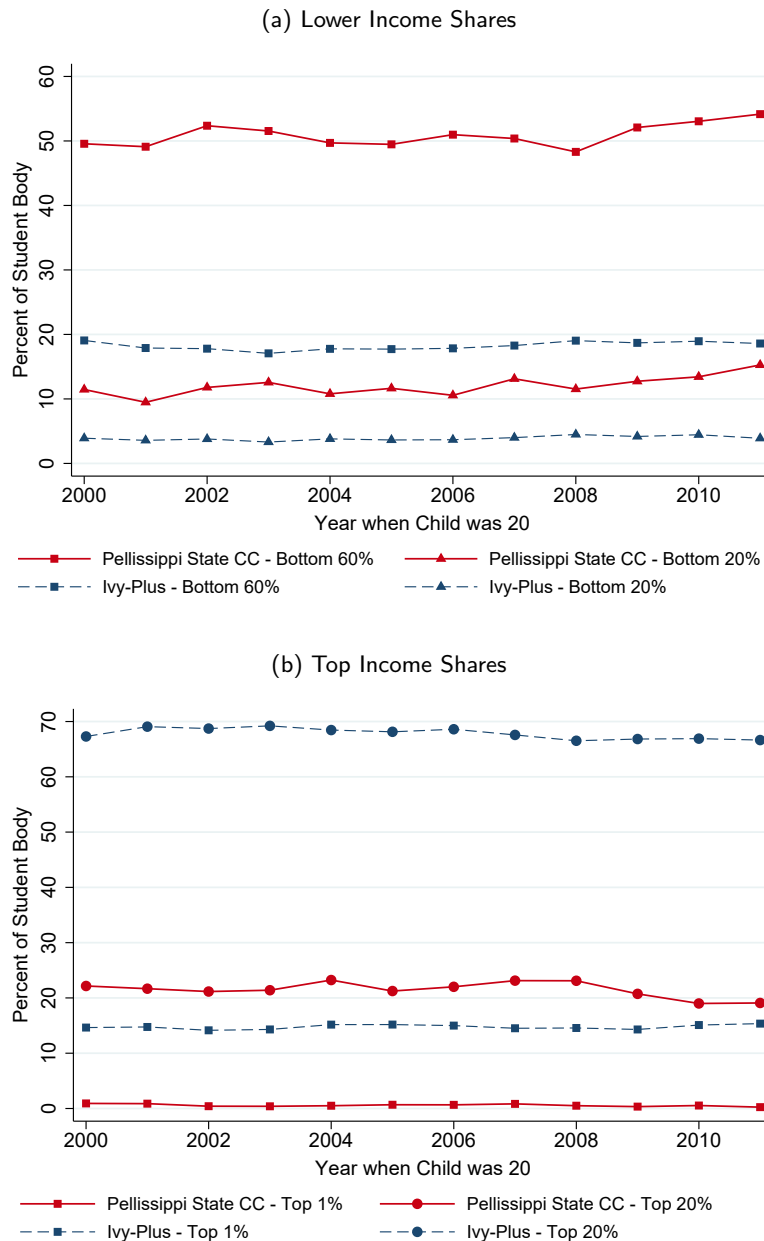 (a) Lower Income Shares
60
50
40
30
20
10
0
Percent of Student Body
2000 2002 2004 2006 2008 2010
Year when Child was 20
Pellissippi State CC - Bottom 60% Pellissippi State CC - Bottom 20%
Ivy-Plus - Bottom 60% Ivy-Plus - Bottom 20%
(b) Top Income Shares
70
60
50
40
30
20
10
0
Percent of Student Body
2000 2002 2004 2006 2008 2010
Year when Child was 20
Pellissippi State CC - Top 1% Pellissippi State CC - Top 20%
Ivy-Plus - Top 1% Ivy-Plus - Top 20%